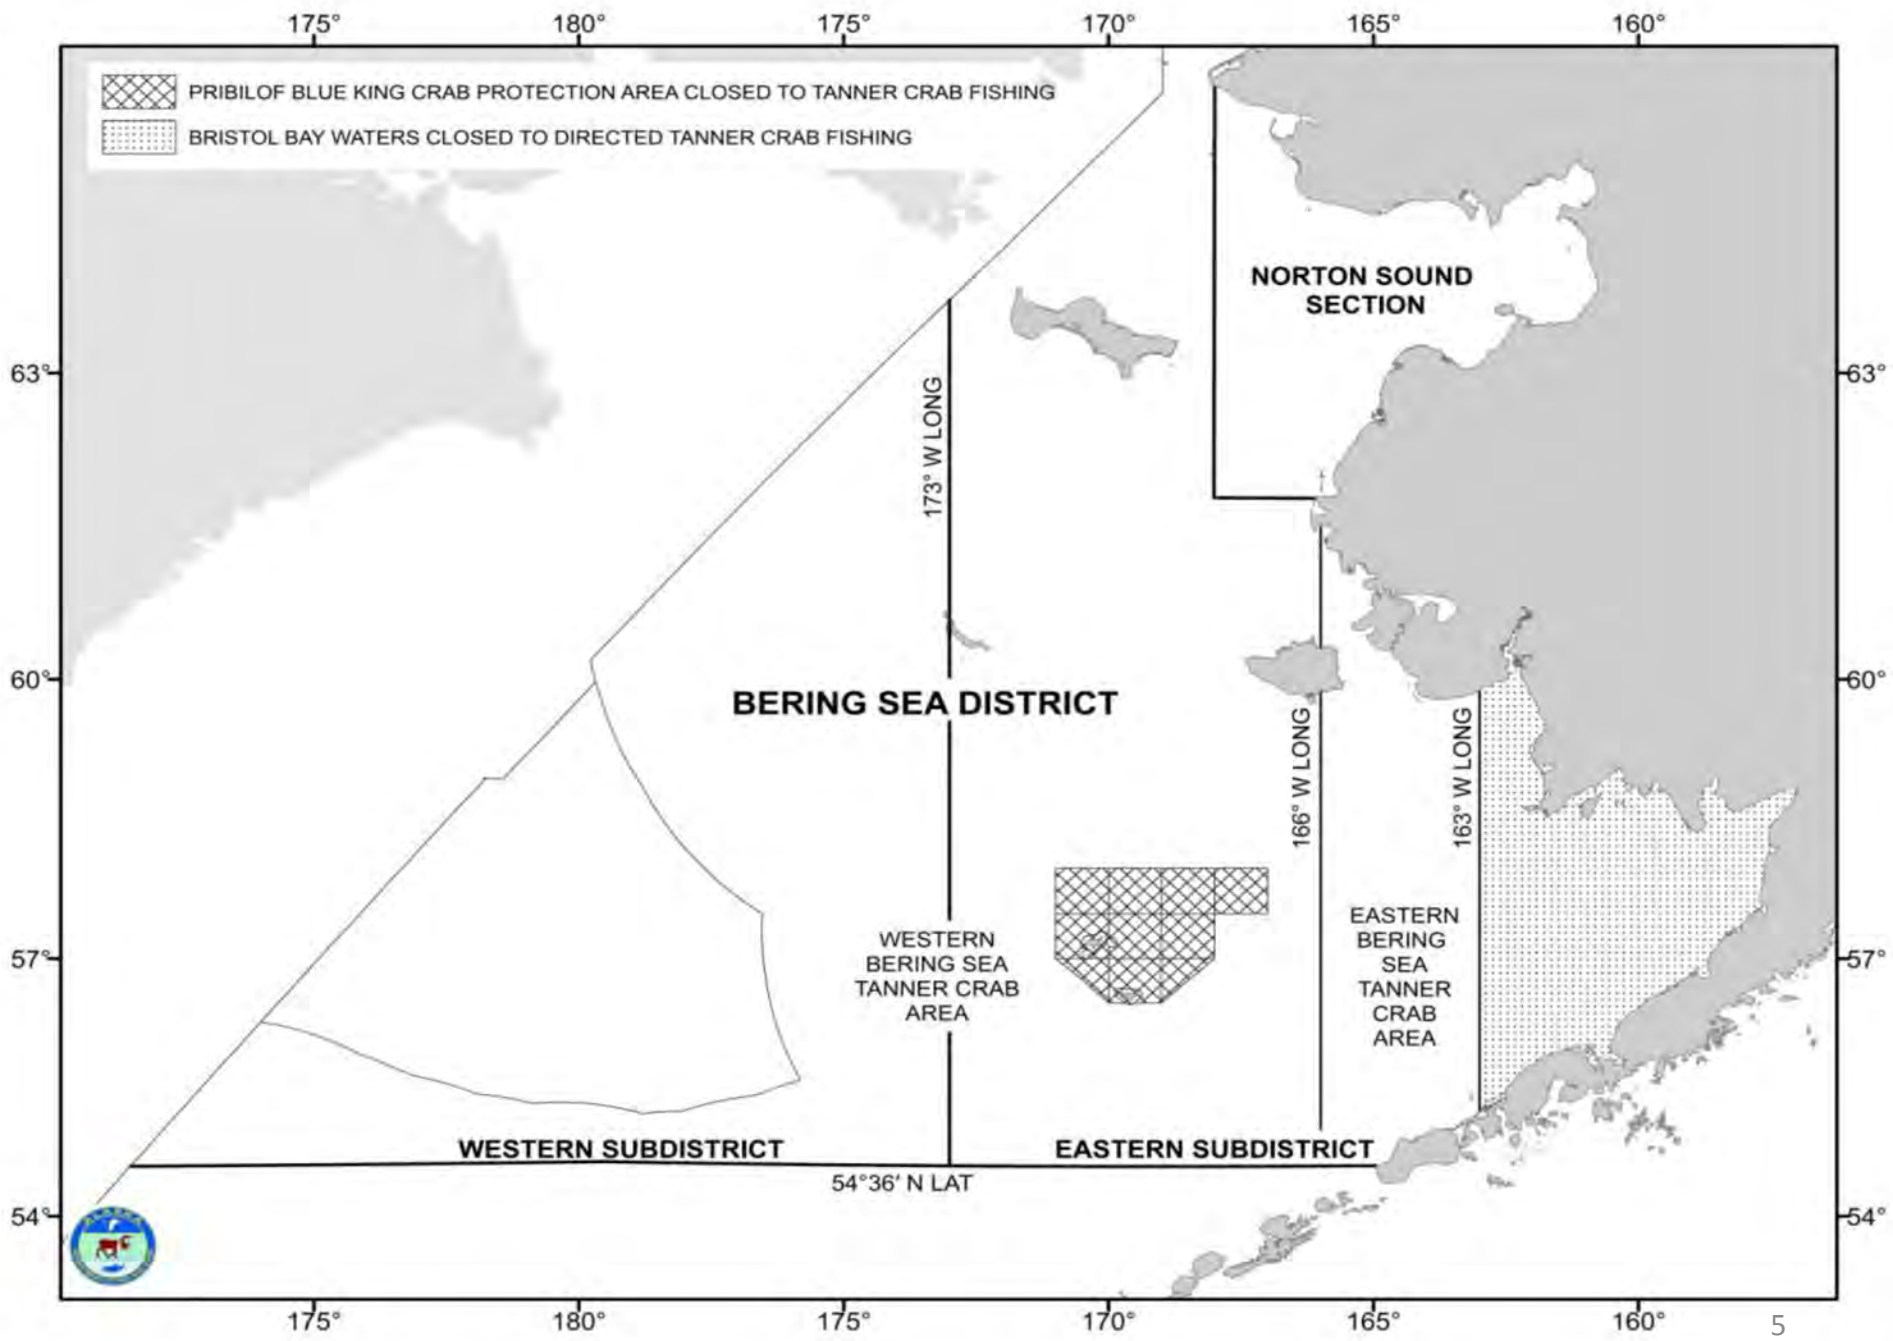 175° 180° 175° 170° 165° 160°
PRIBILOF BLUE KING CRAB PROTECTION AREA CLOSED TO TANNER CRAB FISHING
BRISTOL BAY WATERS CLOSED TO DIRECTED TANNER CRAB FISHING
NORTON SOUND
SECTION
63° 63°
173° W LONG
60° 60°
BERING SEA DISTRICT
166° W LONG
163° W LONG
WESTERN
BERING SEA
TANNER CRAB
AREA
EASTERN
BERING
SEA
TANNER
CRAB
AREA
57° 57°
WESTERN SUBDISTRICT
EASTERN SUBDISTRICT
54°36' N LAT
54° 54°
ALASKA
175° 180° 175° 170° 165° 160°
5